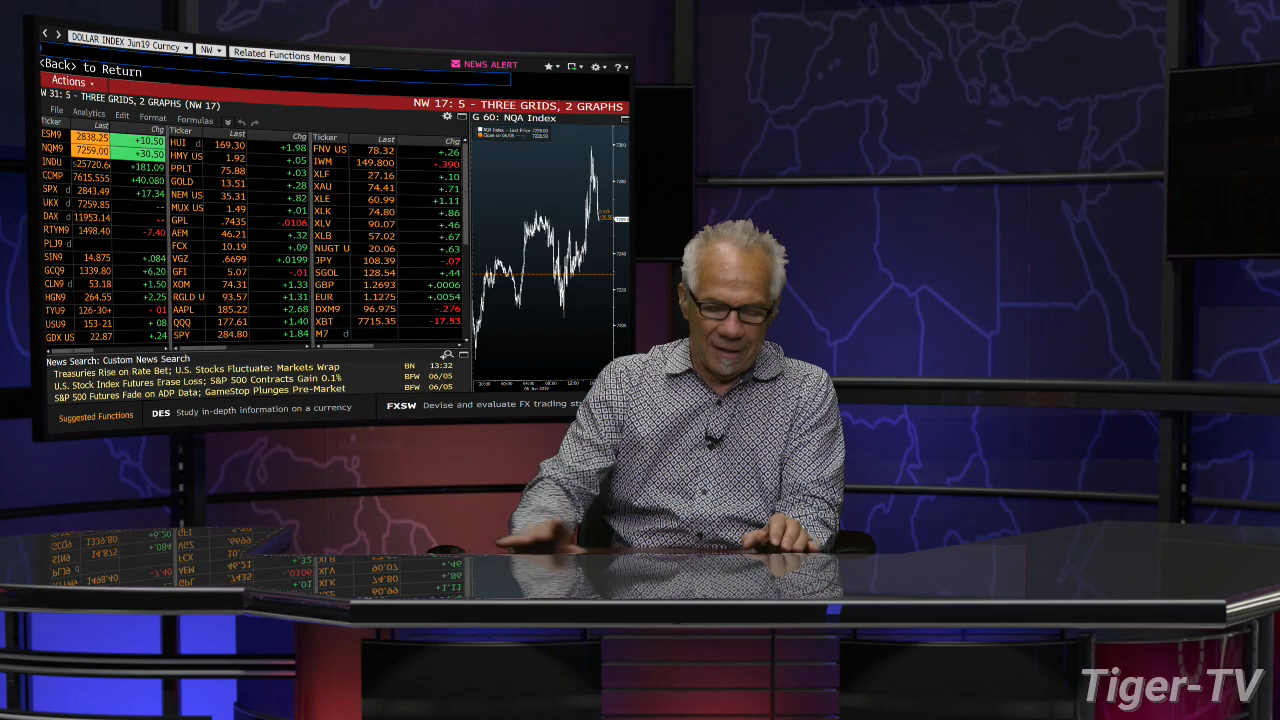 DOLLAR INDEX Jun19 Curncy NW Related Functions Menu
NEWS ALERT
<Back> to Return
Actions
W 31: 5 - THREE GRIDS, 2 GRAPHS (NW 17)
NW 17: 5 - THREE GRIDS, 2 GRAPHS
File Analytics Edit Format Formulas
G 60: NQA Index
Ticker Last Chg
ESM9 2838.25 +10.50
NQM9 7259.00 +30.50
INDU 25720.6 +181.09
CCMP 7615.555 +40.080
SPX d 2843.49 +17.34
UKX d 7259.85 --
DAX d 11953.14 --
RTYM9 1498.40 -7.40
PLJ9 d
SIN9 14.875 +.084
GCQ9 1339.80 +6.20
CLN9 d 53.18 +1.50
HGN9 264.55 +2.25
TYU9 126-30+ - 01
USU9 153-21 + 08
GDX US 22.87 +.24
Ticker Last Chg
HUI d 169.30 +1.98
HMY US 1.92 +.05
PPLT 75.88 +.03
GOLD 13.51 +.28
NEM US 35.31 +.82
MUX US 1.49 +.01
GPL .7435 -.0106
AEM 46.21 +.32
FCX 10.19 +.09
VGZ .6699 +.0199
GFI 5.07 -.01
XOM 74.31 +1.33
RGLD U 93.57 +1.31
AAPL 185.22 +2.68
QQQ 177.61 +1.40
SPY 284.80 +1.84
Ticker Last Chg
FNV US 78.32 +.26
IWM 149.800 -.390
XLF 27.16 +.10
XAU 74.41 +.71
XLE 60.99 +1.11
XLK 74.80 +.86
XLV 90.07 +.46
XLB 57.02 +.67
NUGT U 20.06 +.63
JPY 108.39 -.07
SGOL 128.54 +.44
GBP 1.2693 +.0006
EUR 1.1275 +.0054
DXM9 96.975 -.276
XBT 7715.35 -17.53
M7 d
News Search: Custom News Search
Treasuries Rise on Rate Bet; U.S. Stocks Fluctuate: Markets Wrap BN 13:32
U.S. Stock Index Futures Erase Loss; S&P 500 Contracts Gain 0.1% BFW 06/05
S&P 500 Futures Fade on ADP Data; GameStop Plunges Pre-Market BFW 06/05
Suggested Functions DES Study in-depth information on a currency FXSW Devise and evaluate FX trading st
Tiger-TV